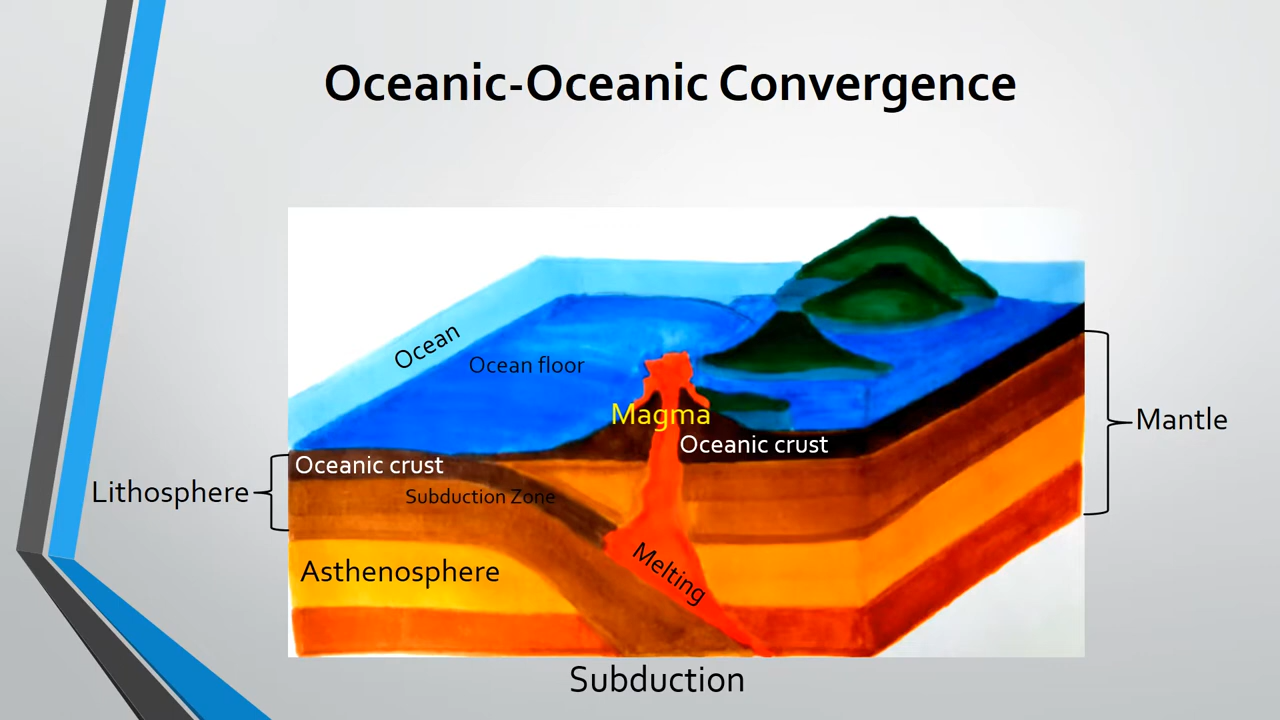 Oceanic-Oceanic Convergence
Ocean
Ocean floor
Magma
Mantle
Oceanic crust
Oceanic crust
Lithosphere
Subduction Zone
Asthenosphere
Melting
Subduction